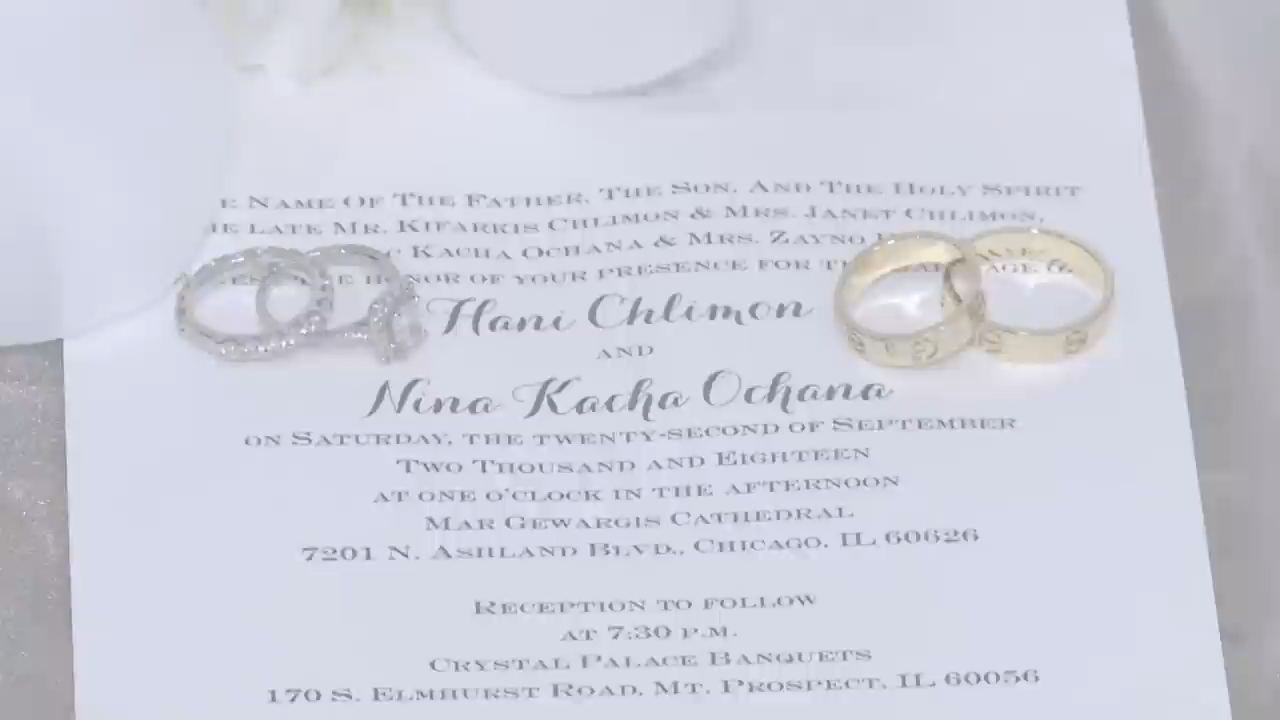 E NAME OF THE FATHER, THE SON, AND THE HOLY SPIRIT
LATE MR. KIFARKIS CHLIMON & MRS. JANET CHLIMON,
KACHA OCHANA & MRS. ZAYNO
HONOR OF YOUR PRESENCE FOR
Hani Chlimon
AND
Nina Kacha Ochana
ON SATURDAY, THE TWENTY-SECOND OF SEPTEMBER
TWO THOUSAND AND EIGHTEEN
AT ONE O'CLOCK IN THE AFTERNOON
MAR GEWARGIS CATHEDRAL
7201 N. ASHLAND BLVD., CHICAGO, IL 60626
RECEPTION TO FOLLOW
AT 7:30 P.M.
CRYSTAL PALACE BANQUETS
170 S. ELMHURST ROAD, MT. PROSPECT, IL 60056